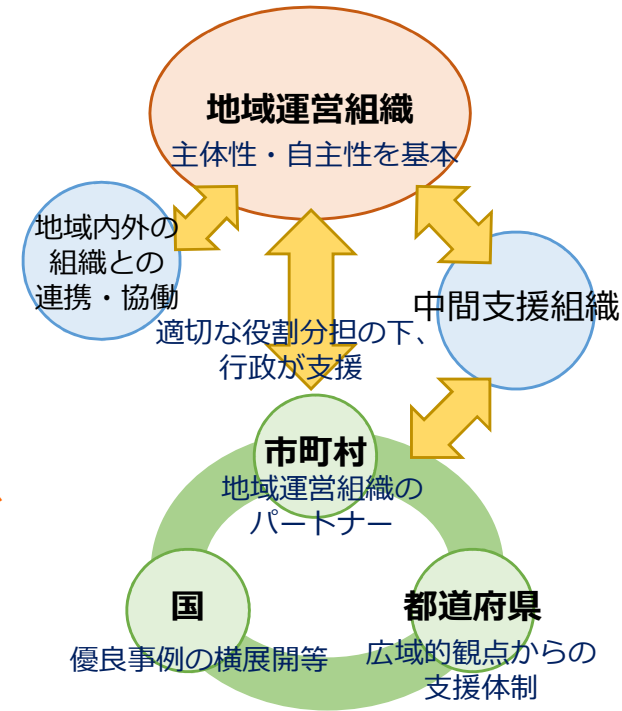 地域運営組織
主体性・自主性を基本
地域内外の
組織との
連携・協働
中間支援組織
適切な役割分担の下、
行政が支援
市町村
地域運営組織の
パートナー
国
優良事例の横展開等
都道府県
広域的観点からの
支援体制